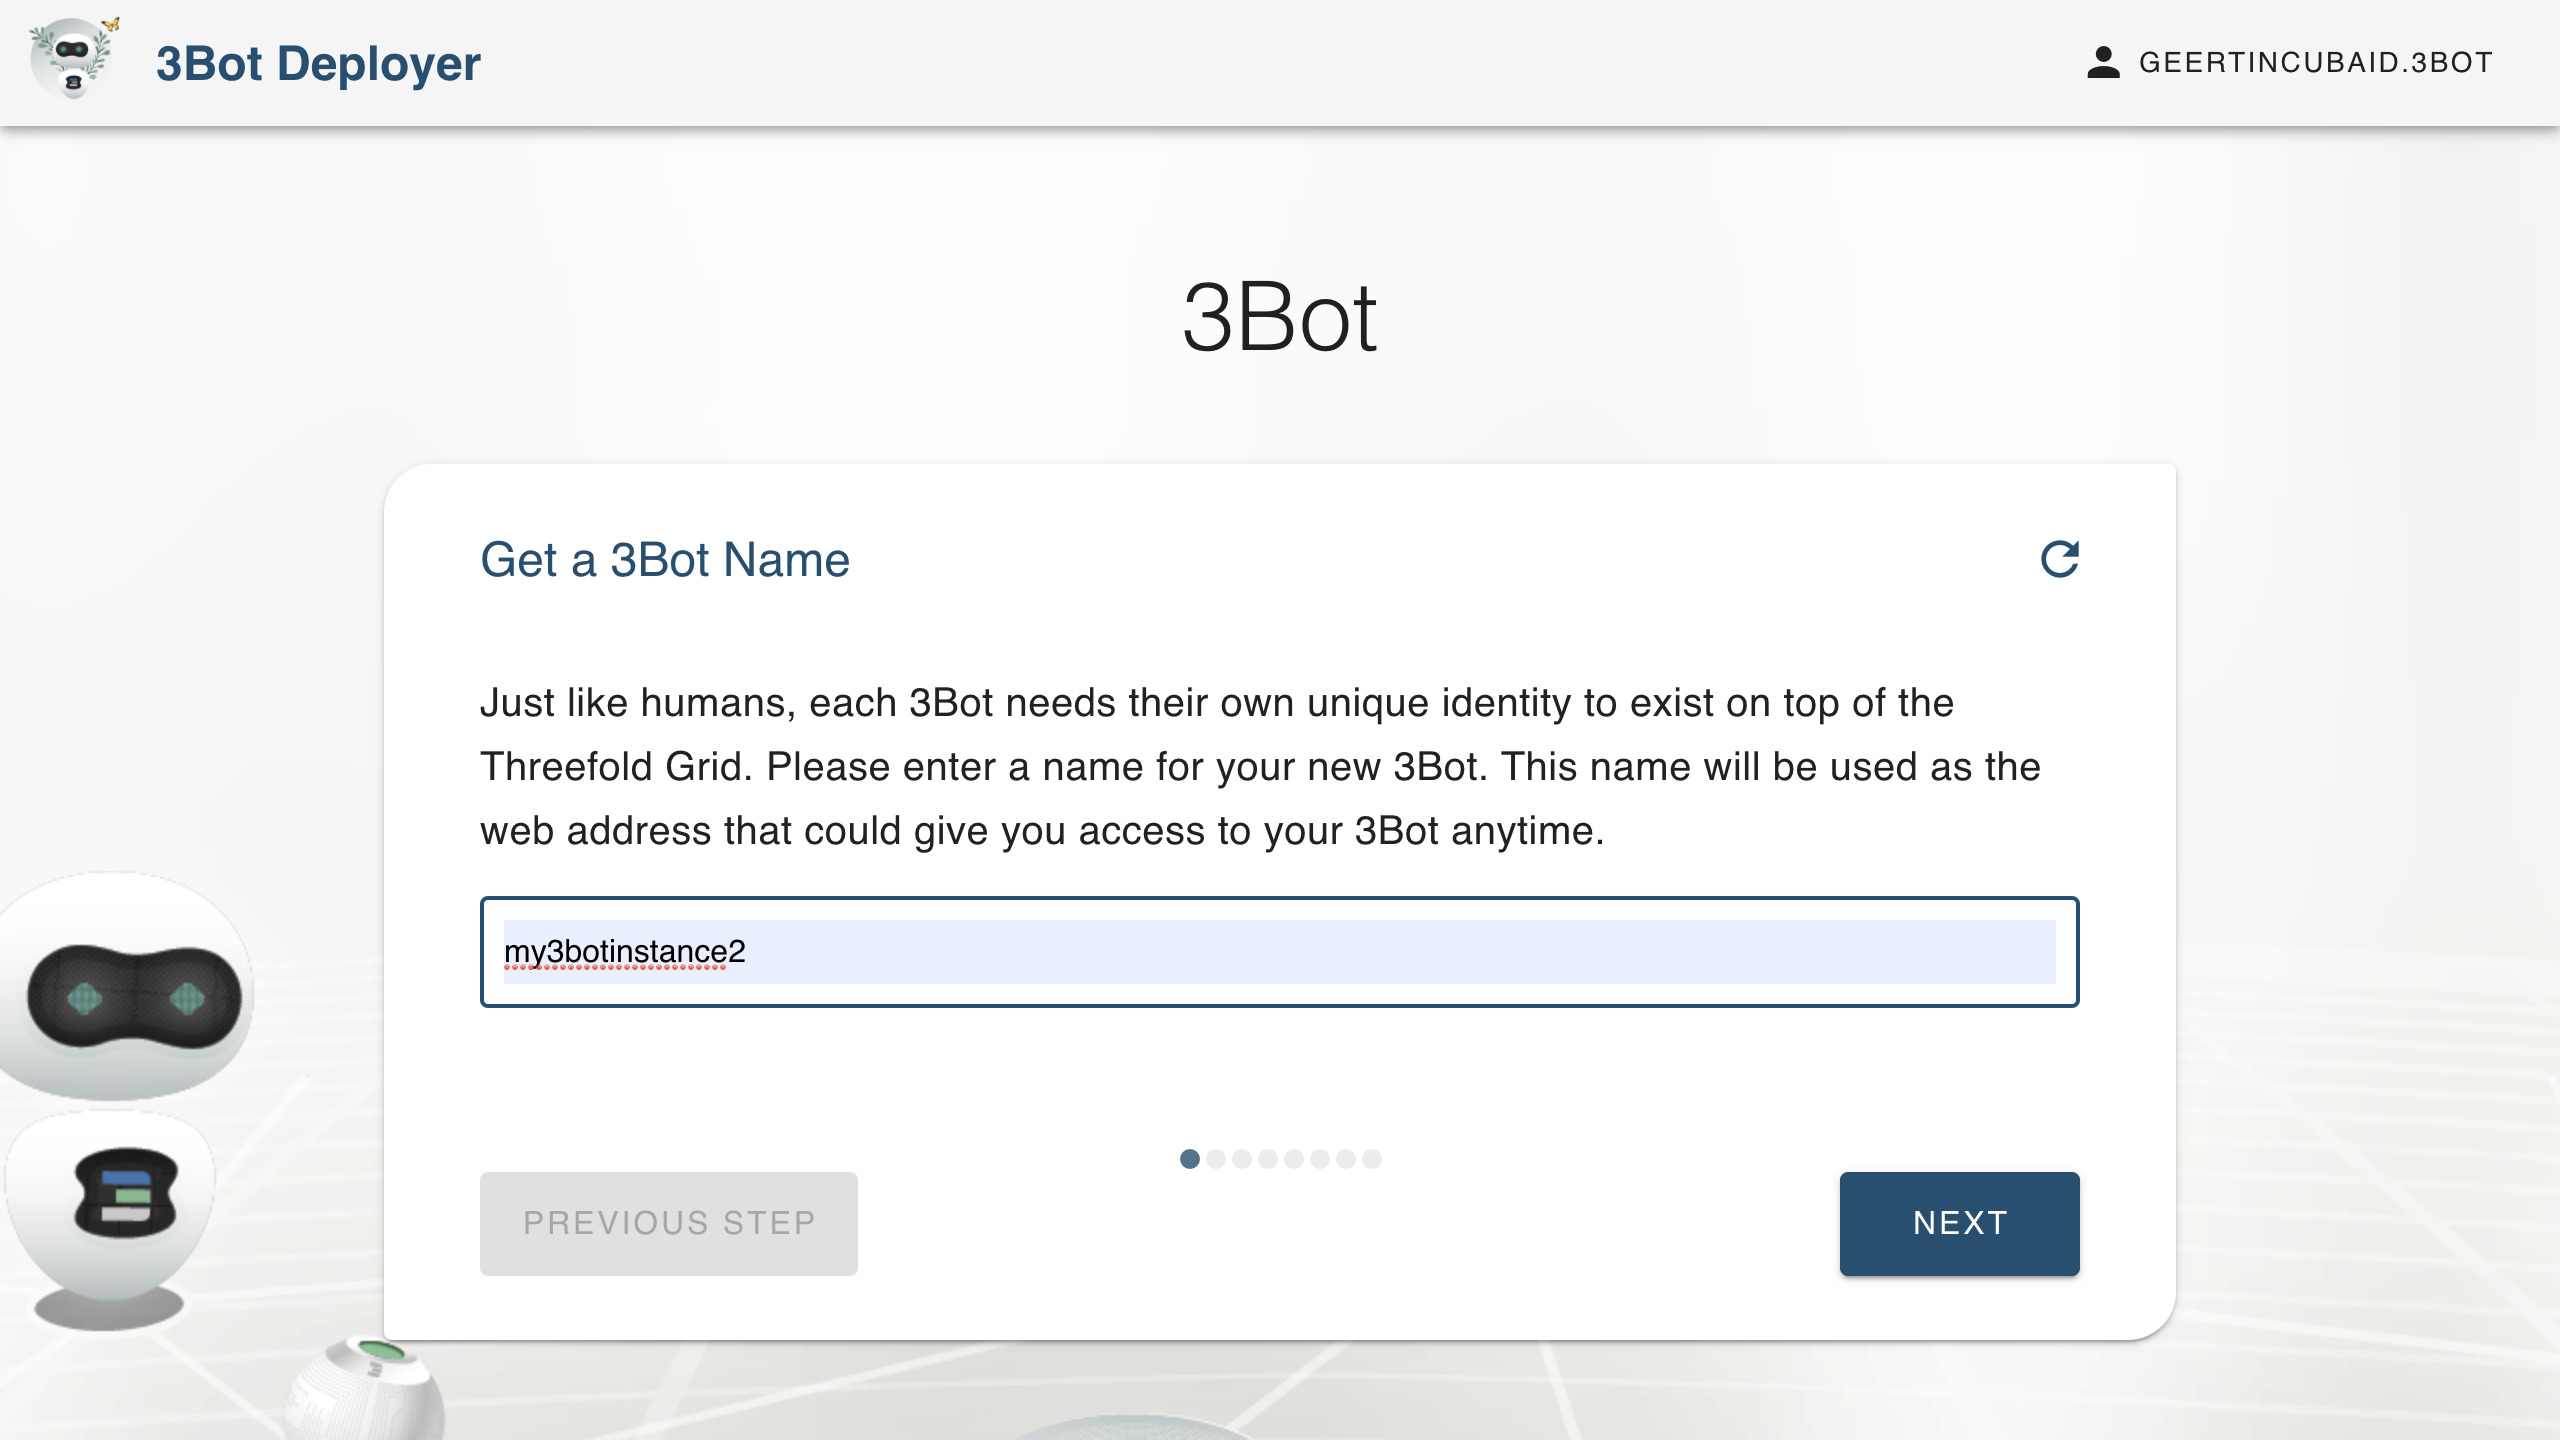 3Bot Deployer
GEERTINCUBAID.3BOT
3Bot
Get a 3Bot Name
Just like humans, each 3Bot needs their own unique identity to exist on top of the
Threefold Grid. Please enter a name for your new 3Bot. This name will be used as the
web address that could give you access to your 3Bot anytime.
my3botinstance2
PREVIOUS STEP
NEXT